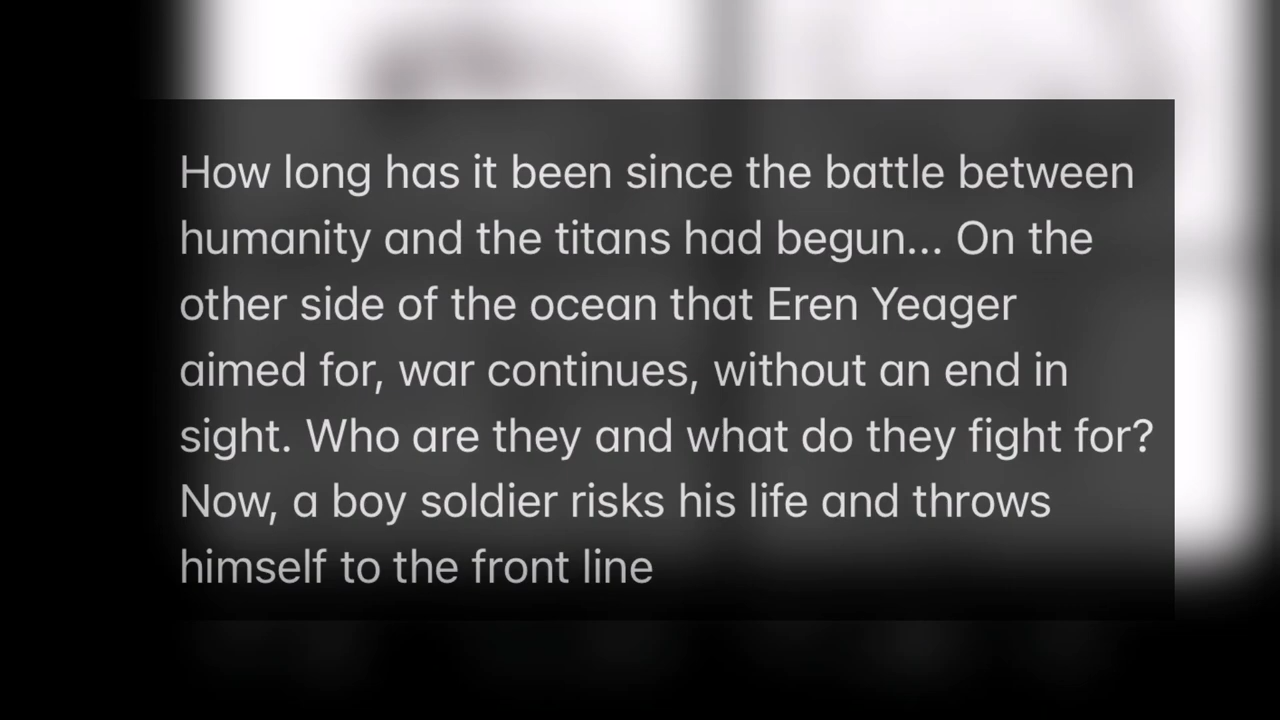 How long has it been since the battle between
humanity and the titans had begun... On the
other side of the ocean that Eren Yeager
aimed for, war continues, without an end in
sight. Who are they and what do they fight for?
Now, a boy soldier risks his life and throws
himself to the front line